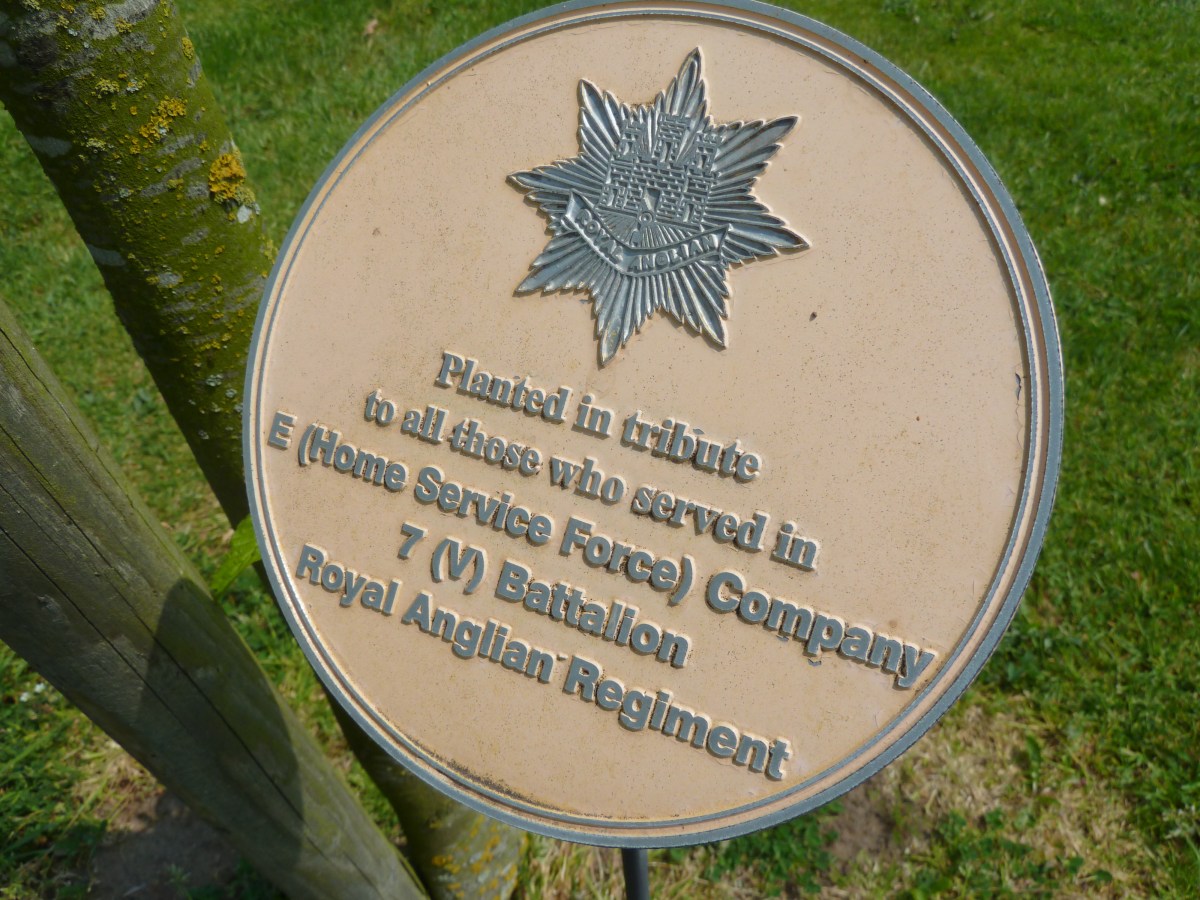 ROYAL ANGLIAN
Planted in tribute
to all those who served in
E (Home Service Force) Company
7 (V) Battalion
Royal Anglian Regiment